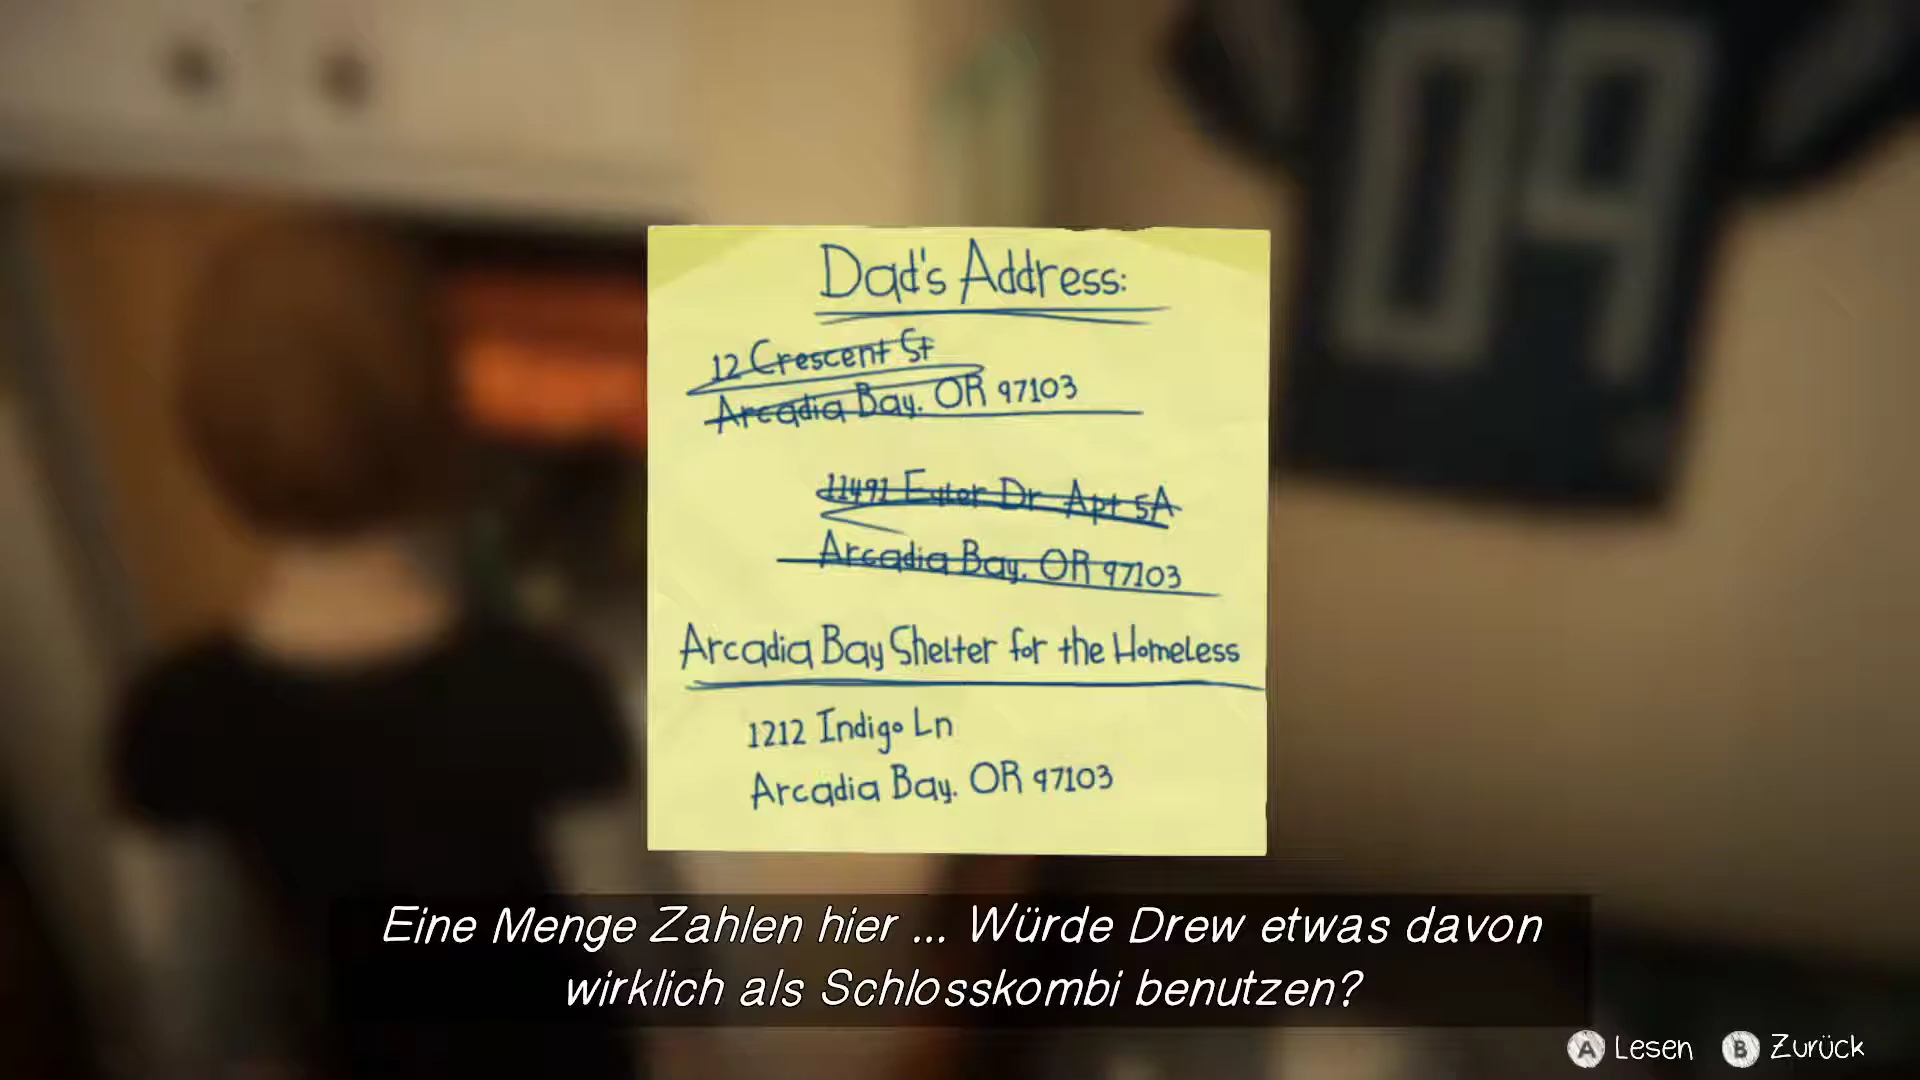 09
Dad's Address:
12 Crescent St
Arcadia Bay. OR 97103
11491 Eyler Dr Apt 5A
Arcadia Bay. OR 97103
Arcadia Bay Shelter for the Homeless
1212 Indigo Ln
Arcadia Bay. OR 97103
Eine Menge Zahlen hier ... Würde Drew etwas davon
wirklich als Schlosskombi benutzen?
A Lesen B Zurück